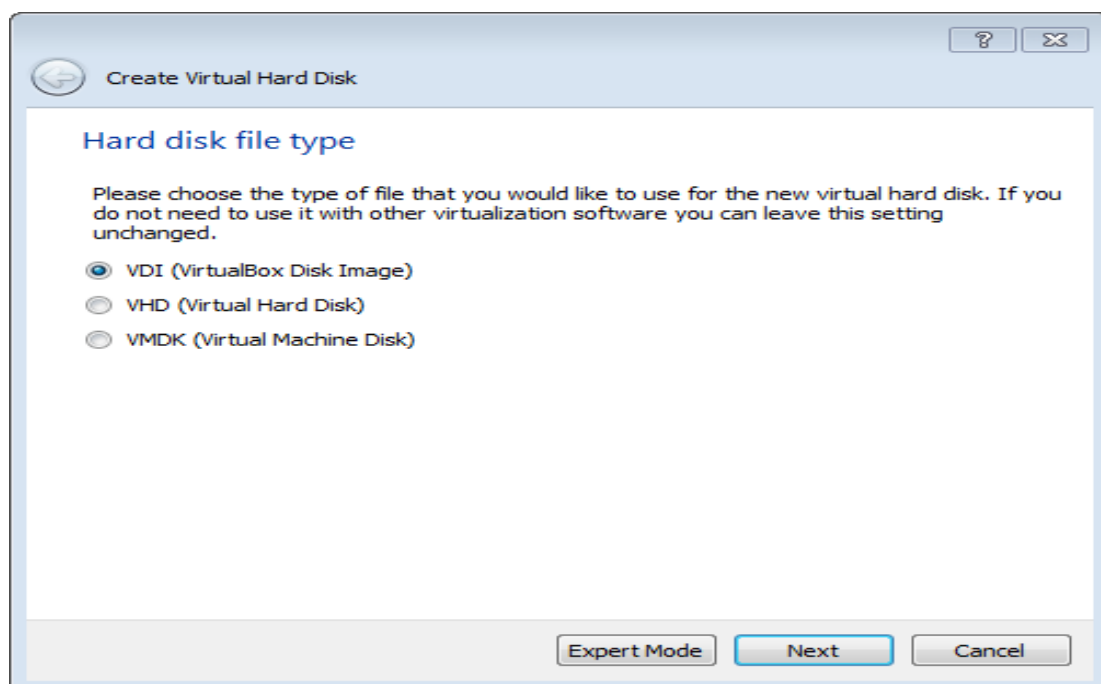 Create Virtual Hard Disk
Hard disk file type
Please choose the type of file that you would like to use for the new virtual hard disk. If you
do not need to use it with other virtualization software you can leave this setting
unchanged.
VDI (VirtualBox Disk Image)
VHD (Virtual Hard Disk)
VMDK (Virtual Machine Disk)
Expert Mode Next Cancel